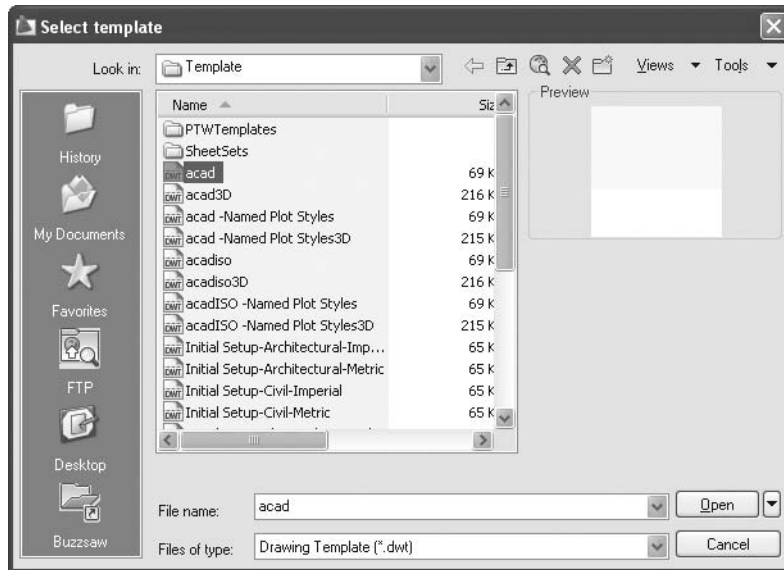 Select template
Look in:
Template
Views
Tools
History
My Documents
Favorites
FTP
Desktop
Buzzsaw
Name
Siz
PTWTemplates
SheetSets
acad 69 K
acad3D 216 K
acad -Named Plot Styles 69 K
acad -Named Plot Styles3D 215 K
acadiso 69 K
acadiso3D 216 K
acadISO -Named Plot Styles 69 K
acadISO -Named Plot Styles3D 215 K
Initial Setup-Architectural-Imp... 65 K
Initial Setup-Architectural-Metric 65 K
Initial Setup-Civil-Imperial 65 K
Initial Setup-Civil-Metric 65 K
Preview
File name: acad
Open
Files of type: Drawing Template (*.dwt)
Cancel